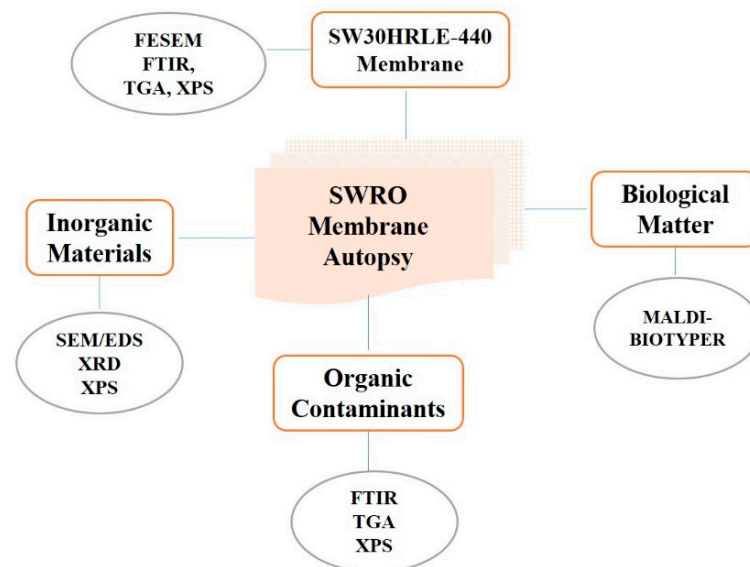 FESEM
FTIR,
TGA, XPS
SW30HRLE-440
Membrane
SWRO
Membrane
Autopsy
Inorganic
Materials
Biological
Matter
SEM/EDS
XRD
XPS
MALDI-
BIOTYPER
Organic
Contaminants
FTIR
TGA
XPS